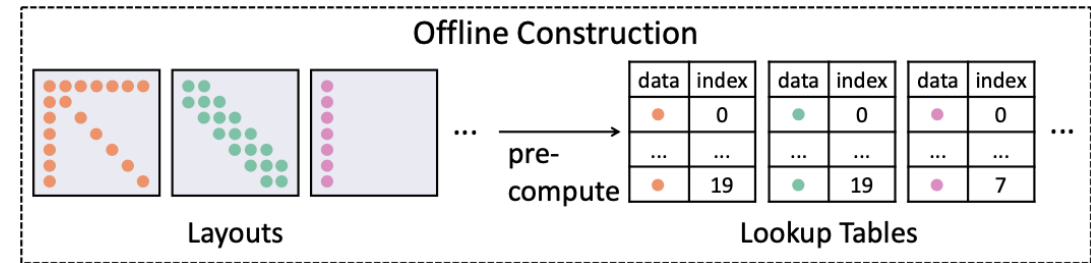 Offline Construction
data index data index data index
0 0 0
... ... ... ... ... ... ... ...
pre-
compute
19 19 7
Layouts Lookup Tables